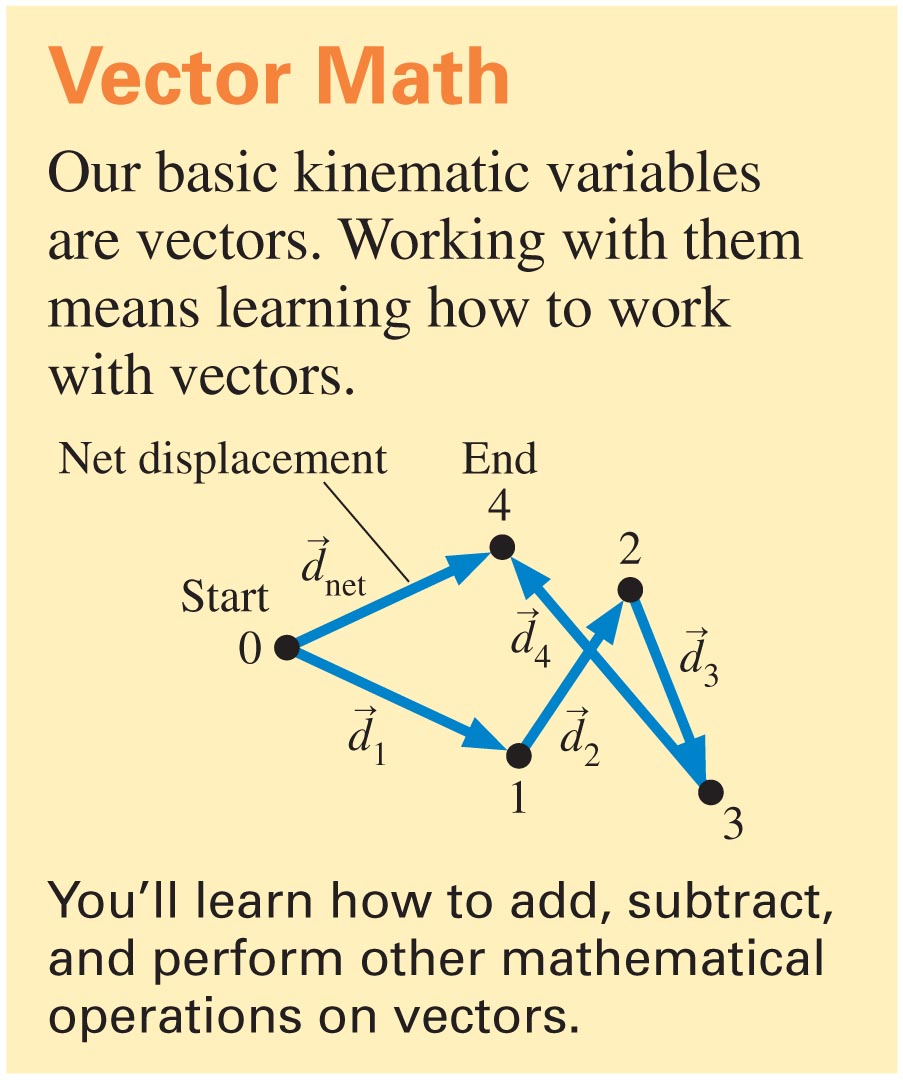 Vector Math
Our basic kinematic variables
are vectors. Working with them
means learning how to work
with vectors.
Net displacement
End
4
2
d⃗net
Start
0
d⃗4
d⃗3
d⃗1
d⃗2
1
3
You’ll learn how to add, subtract,
and perform other mathematical
operations on vectors.